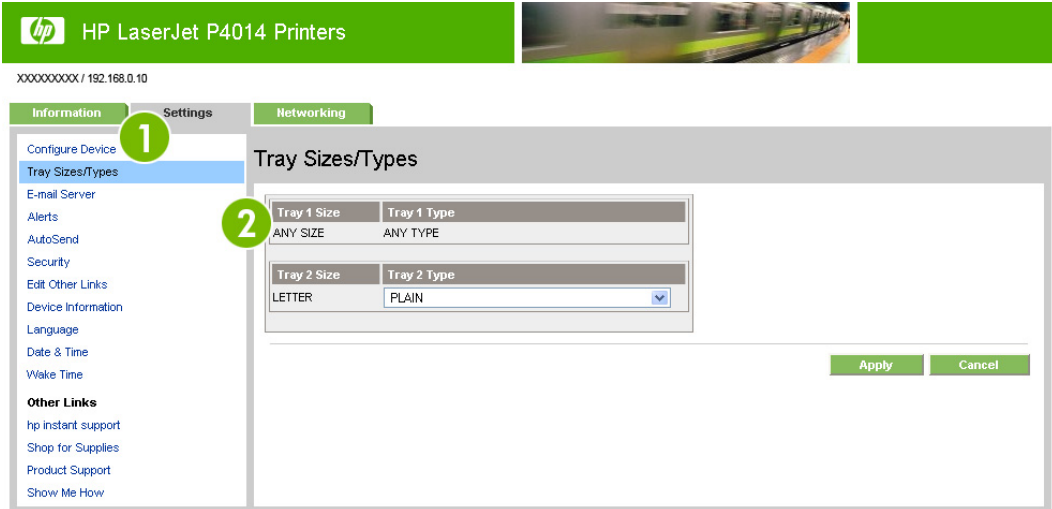 hp HP LaserJet P4014 Printers
XXXXXXXXX / 192.168.0.10
Information Settings Networking
1
Configure Device
Tray Sizes/Types
E-mail Server
Alerts
AutoSend
Security
Edit Other Links
Device Information
Language
Date & Time
Wake Time
Other Links
hp instant support
Shop for Supplies
Product Support
Show Me How
Tray Sizes/Types
2
Tray 1 Size Tray 1 Type
ANY SIZE ANY TYPE
Tray 2 Size Tray 2 Type
LETTER PLAIN
Apply Cancel